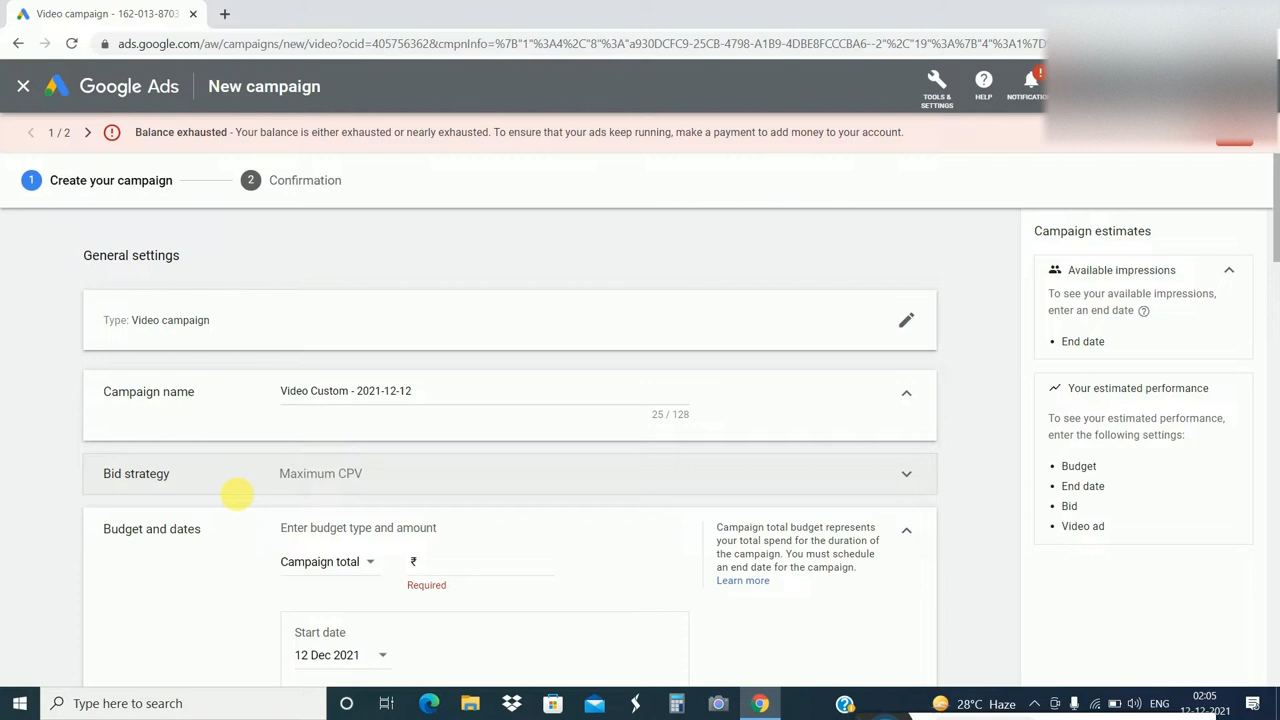 Video campaign - 162-013-8703
ads.google.com/aw/campaigns/new/video?ocid=405756362&cmpnInfo=%7B"1"%3A4%2C"8"%3A"a930DCFC9-25CB-4798-A1B9-4DBE8FCCCBA6--2"%2C"19"%3A%7B"4"%3A1%7D
Google Ads
New campaign
TOOLS &
SETTINGS
HELP
1 / 2
Balance exhausted - Your balance is either exhausted or nearly exhausted. To ensure that your ads keep running, make a payment to add money to your account.
1 Create your campaign
2 Confirmation
General settings
Type: Video campaign
Campaign name
Video Custom - 2021-12-12
25 / 128
Bid strategy
Maximum CPV
Budget and dates
Enter budget type and amount
Campaign total
₹
Required
Campaign total budget represents
your total spend for the duration of
the campaign. You must schedule
an end date for the campaign.
Learn more
Start date
12 Dec 2021
Campaign estimates
Available impressions
To see your available impressions,
enter an end date
• End date
Your estimated performance
To see your estimated performance,
enter the following settings:
• Budget
• End date
• Bid
• Video ad
Type here to search
28°C Haze
ENG
02:05
12-12-2021